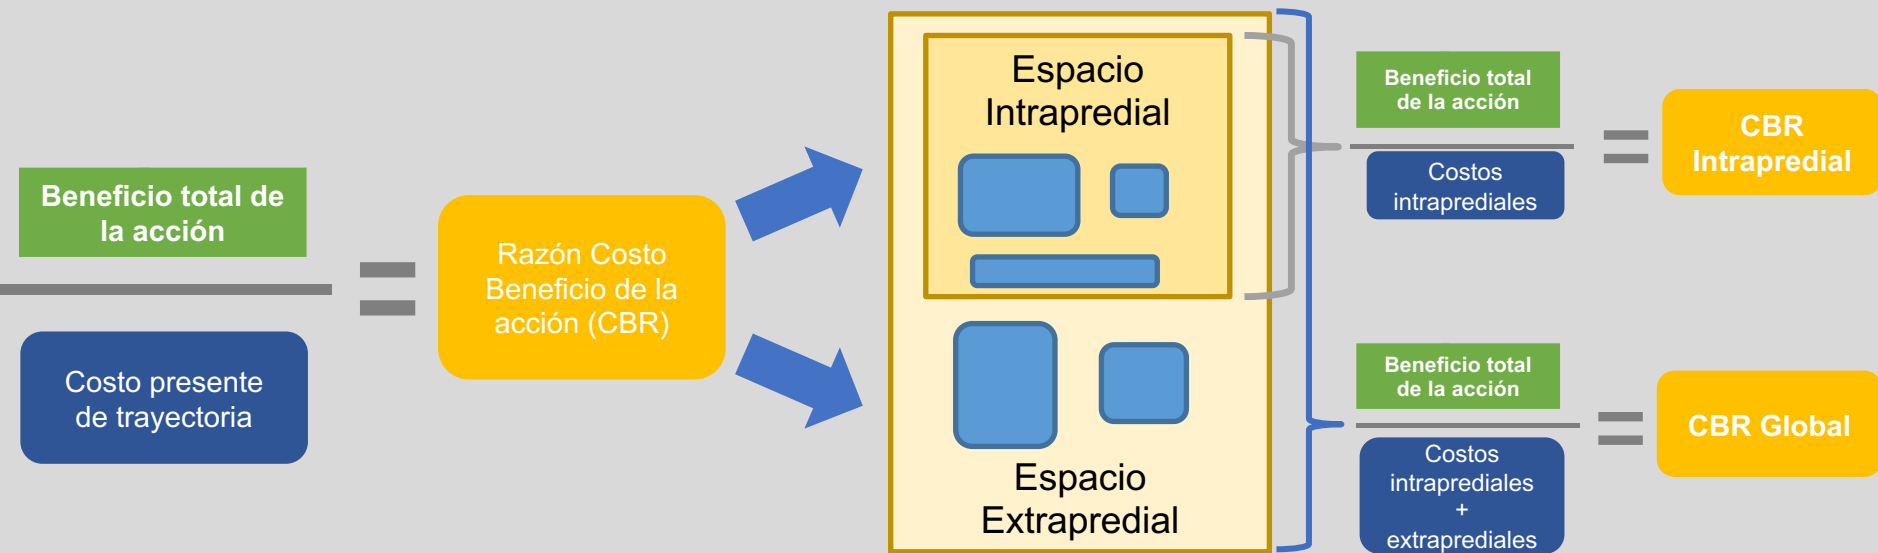 Beneficio total de
la acción
Costo presente
de trayectoria
Razón Costo
Beneficio de la
acción (CBR)
Espacio
Intrapredial
Espacio
Extrapredial
Beneficio total
de la acción
Costos
intraprediales
CBR
Intrapredial
Beneficio total
de la acción
Costos
intraprediales
+
extraprediales
CBR Global